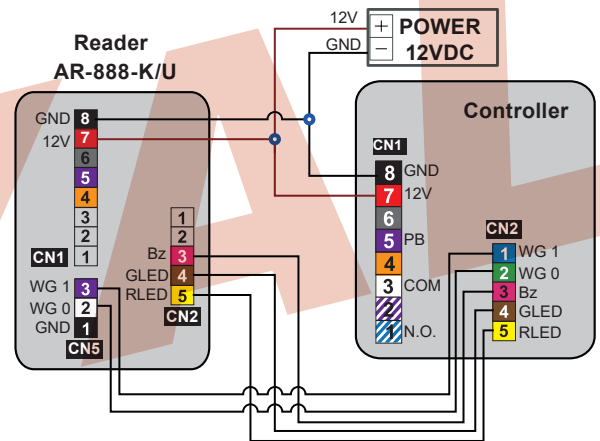 12V
+ POWER
GND
− 12VDC
Reader
AR-888-K/U
Controller
GND 8
12V 7
6
5
4
3
2
CN1 1
1
2
Bz 3
GLED 4
RLED 5
CN2
WG 1 3
WG 0 2
GND 1
CN5
CN1
8 GND
7 12V
6
5 PB
4
3 COM
2
1 N.O.
CN2
1 WG 1
2 WG 0
3 Bz
4 GLED
5 RLED